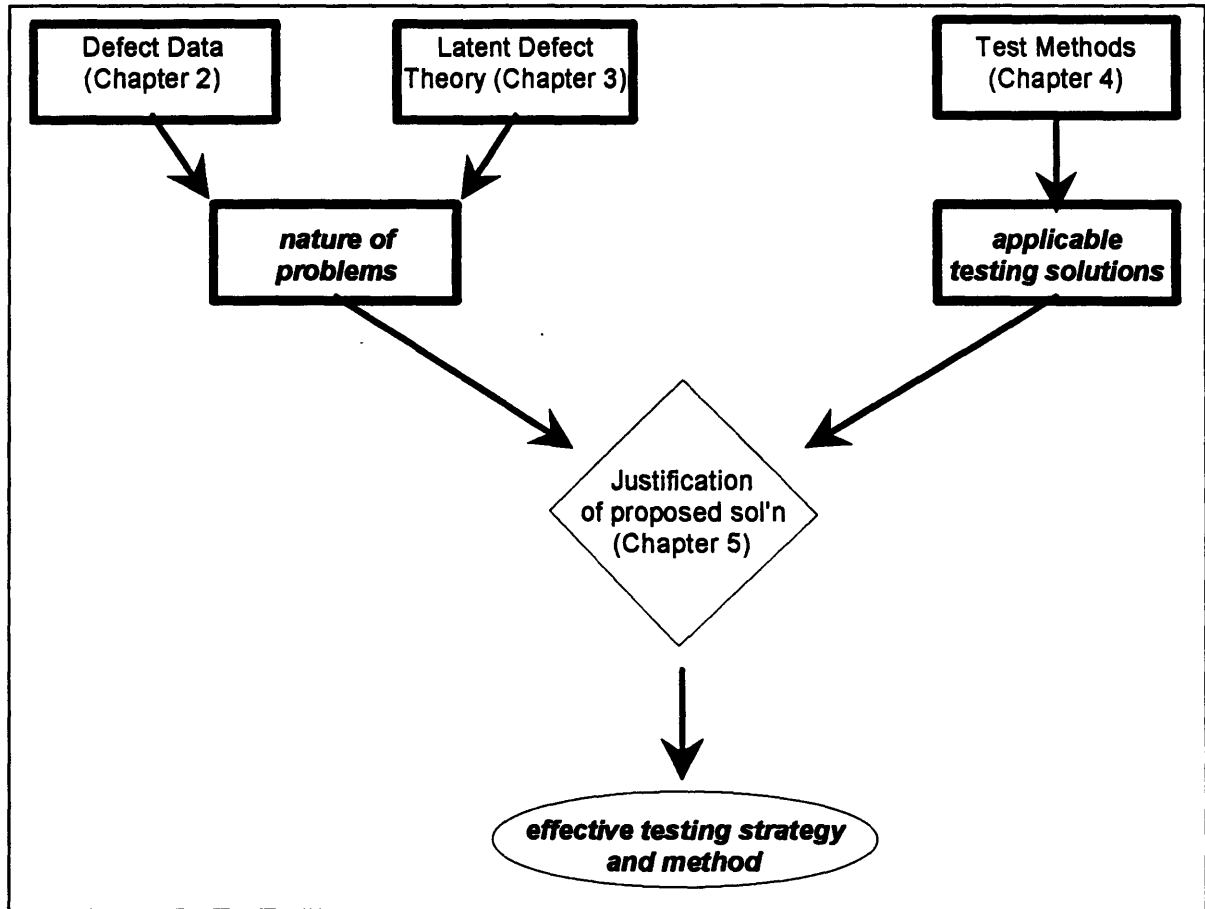 Defect Data
(Chapter 2)
Latent Defect
Theory (Chapter 3)
Test Methods
(Chapter 4)
nature of
problems
applicable
testing solutions
Justification
of proposed sol'n
(Chapter 5)
effective testing strategy
and method